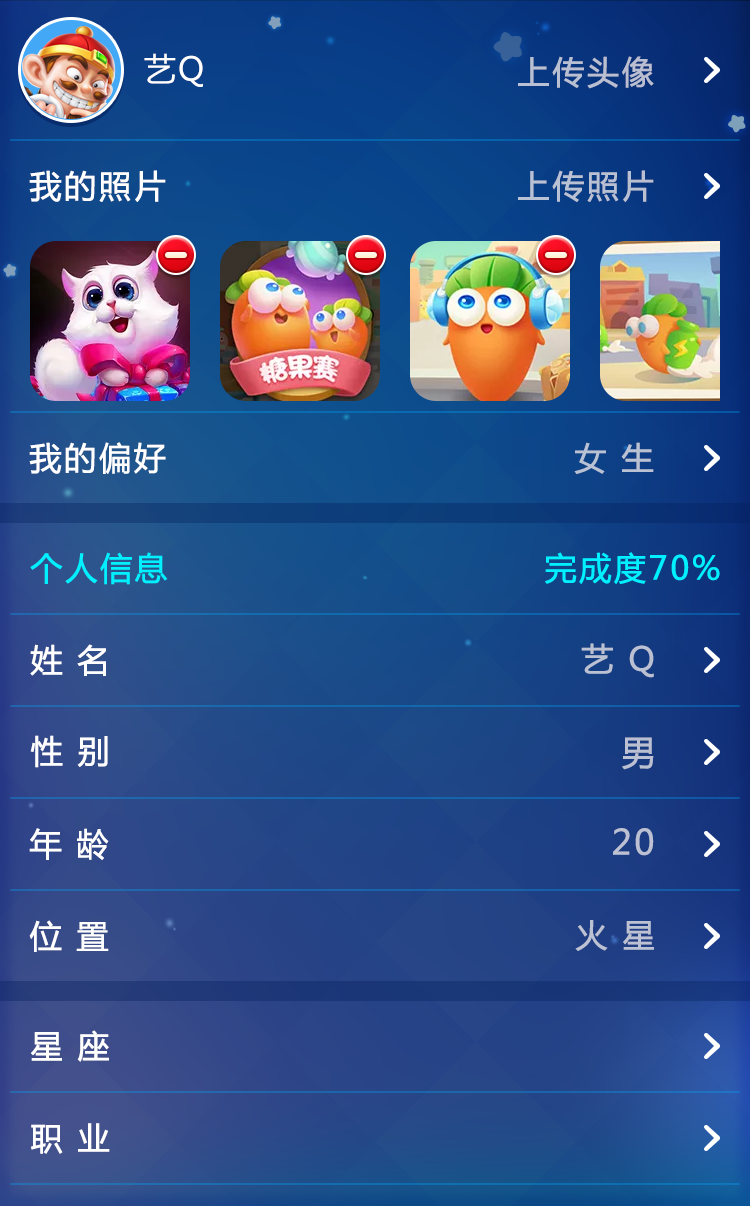 艺Q 上传头像
我的照片 上传照片
糖果赛
我的偏好 女 生
个人信息 完成度70%
姓 名 艺 Q
性 别 男
年 龄 20
位 置 火 星
星 座
职 业